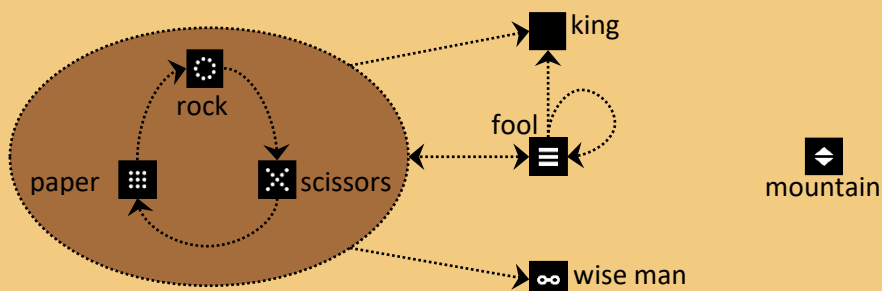 king
rock
fool
paper
scissors
mountain
wise man